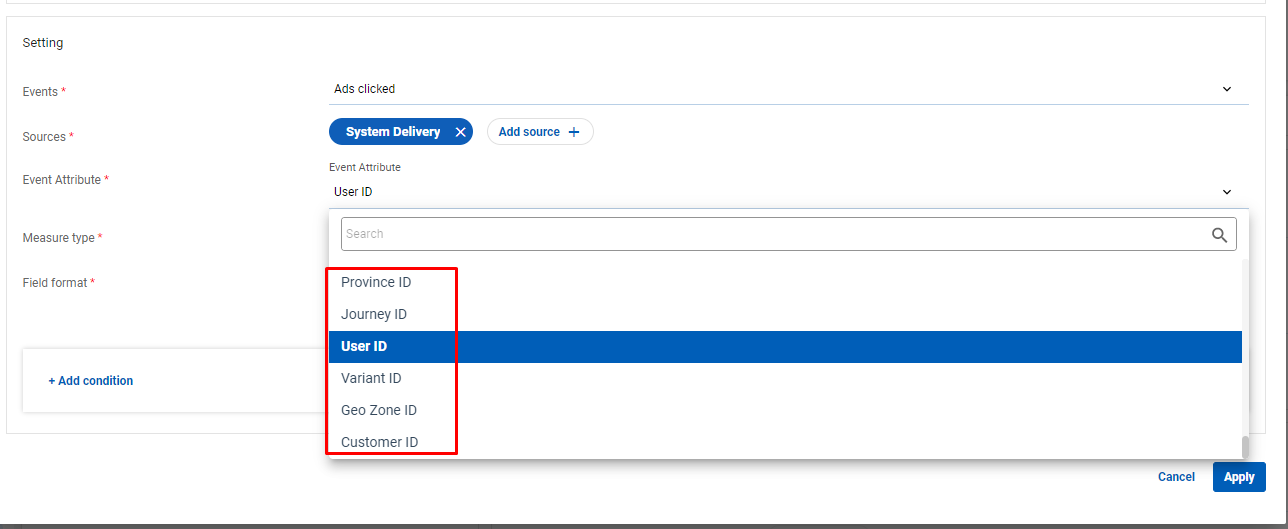 Setting
Events *
Ads clicked
Sources *
System Delivery
Add source
Event Attribute *
Event Attribute
User ID
Measure type *
Search
Field format *
Province ID
Journey ID
User ID
Variant ID
Geo Zone ID
Customer ID
+ Add condition
Cancel
Apply